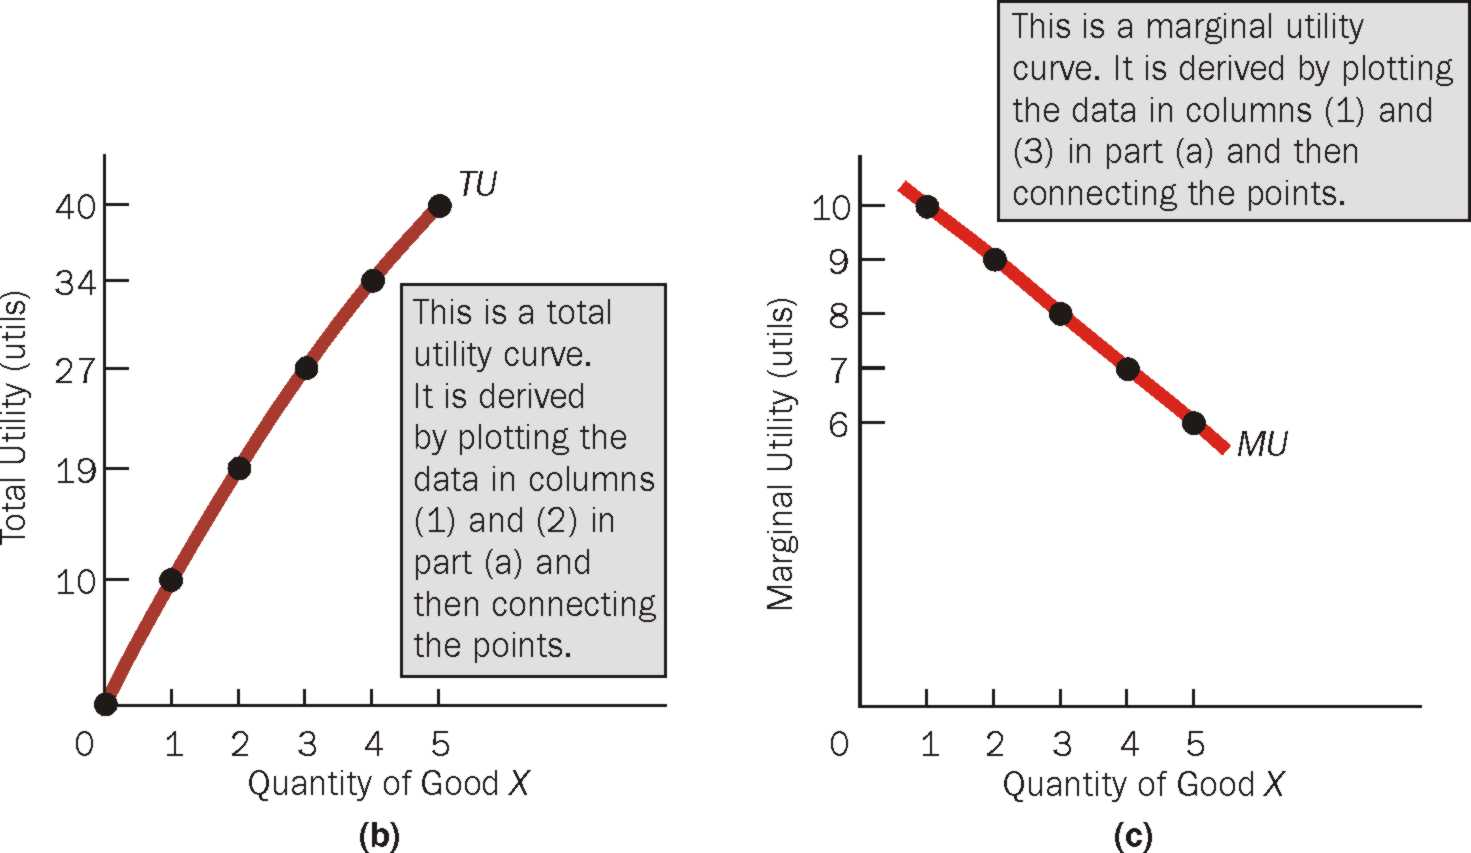 TU
40
34
27
19
10
0
1 2 3 4 5
Total Utility (utils)
Quantity of Good X
This is a total
utility curve.
It is derived
by plotting the
data in columns
(1) and (2) in
part (a) and
then connecting
the points.
(b)
This is a marginal utility
curve. It is derived by plotting
the data in columns (1) and
(3) in part (a) and then
connecting the points.
10
9
8
7
6
0
1 2 3 4 5
MU
Marginal Utility (utils)
Quantity of Good X
(c)